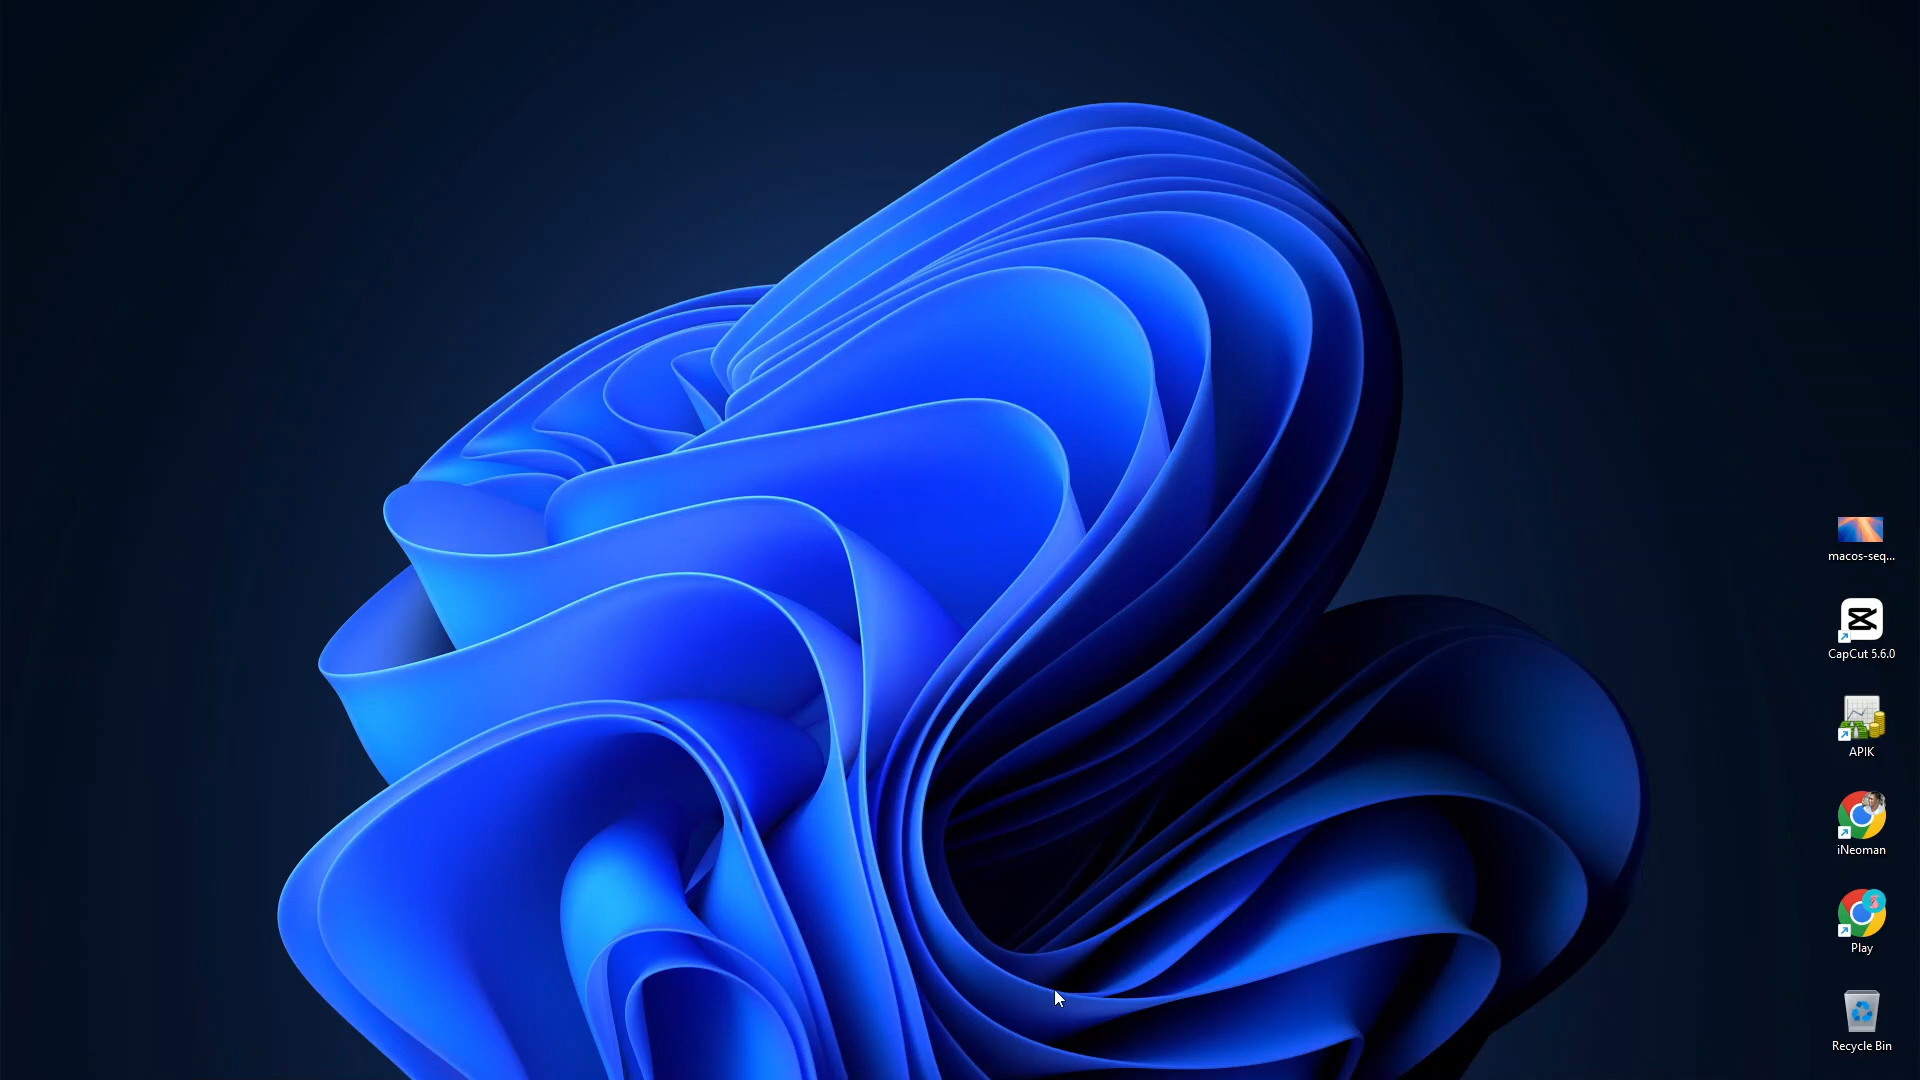 macos-seq...
CapCut 5.6.0
APIK
iNeoman
Play
Recycle Bin